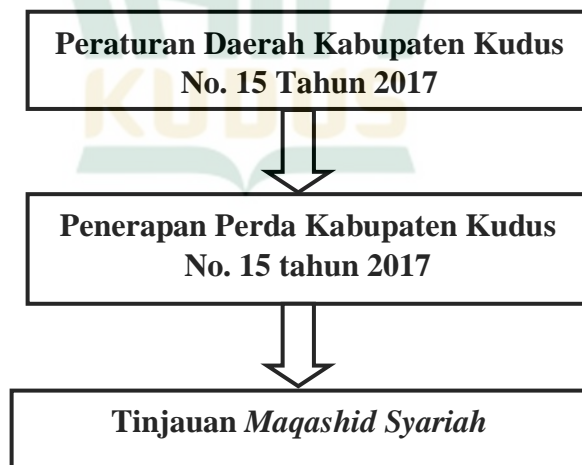 Peraturan Daerah Kabupaten Kudus
No. 15 Tahun 2017
KUDUS
Penerapan Perda Kabupaten Kudus
No. 15 tahun 2017
Tinjauan Maqashid Syariah